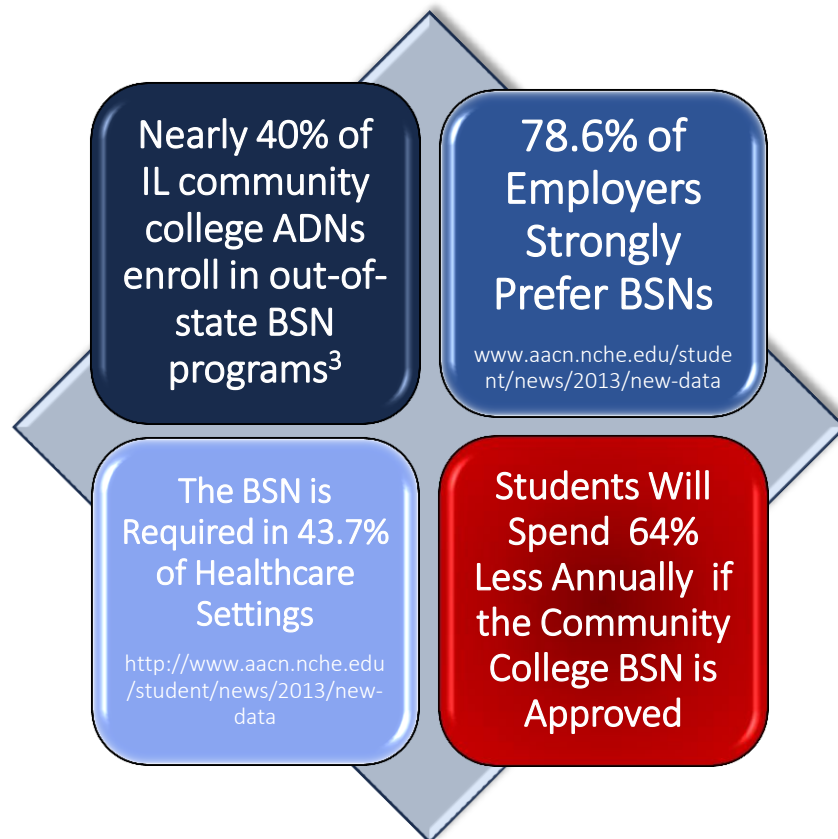 Nearly 40% of
IL community
college ADNs
enroll in out-of-
state BSN
programs³
78.6% of
Employers
Strongly
Prefer BSNs
www.aacn.nche.edu/stude
nt/news/2013/new-data
The BSN is
Required in 43.7%
of Healthcare
Settings
http://www.aacn.nche.edu
/student/news/2013/new-
data
Students Will
Spend  64%
Less Annually  if
the Community
College BSN is
Approved